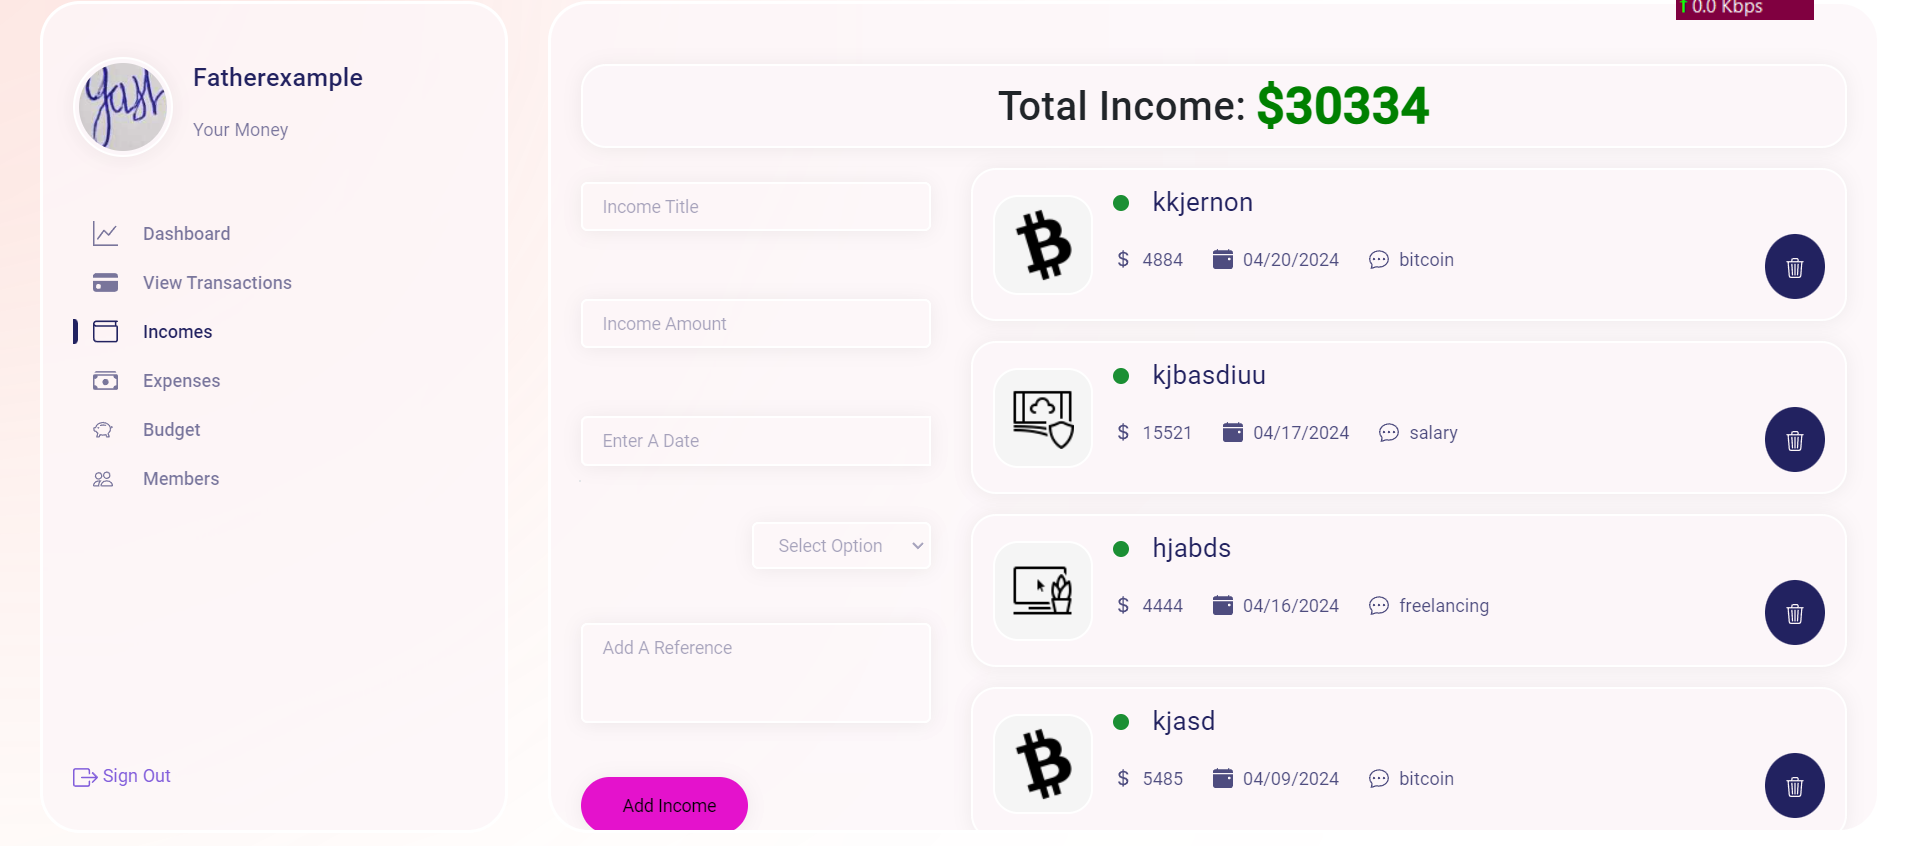 ↑ 0.0 Kbps
yash
Fatherexample
Your Money
Dashboard
View Transactions
Incomes
Expenses
Budget
Members
Sign Out
Total Income: $30334
Income Title
Income Amount
Enter A Date
Select Option
Add A Reference
Add Income
kkjernon
$ 4884 04/20/2024 bitcoin
kjbasdiuu
$ 15521 04/17/2024 salary
hjabds
$ 4444 04/16/2024 freelancing
kjasd
$ 5485 04/09/2024 bitcoin